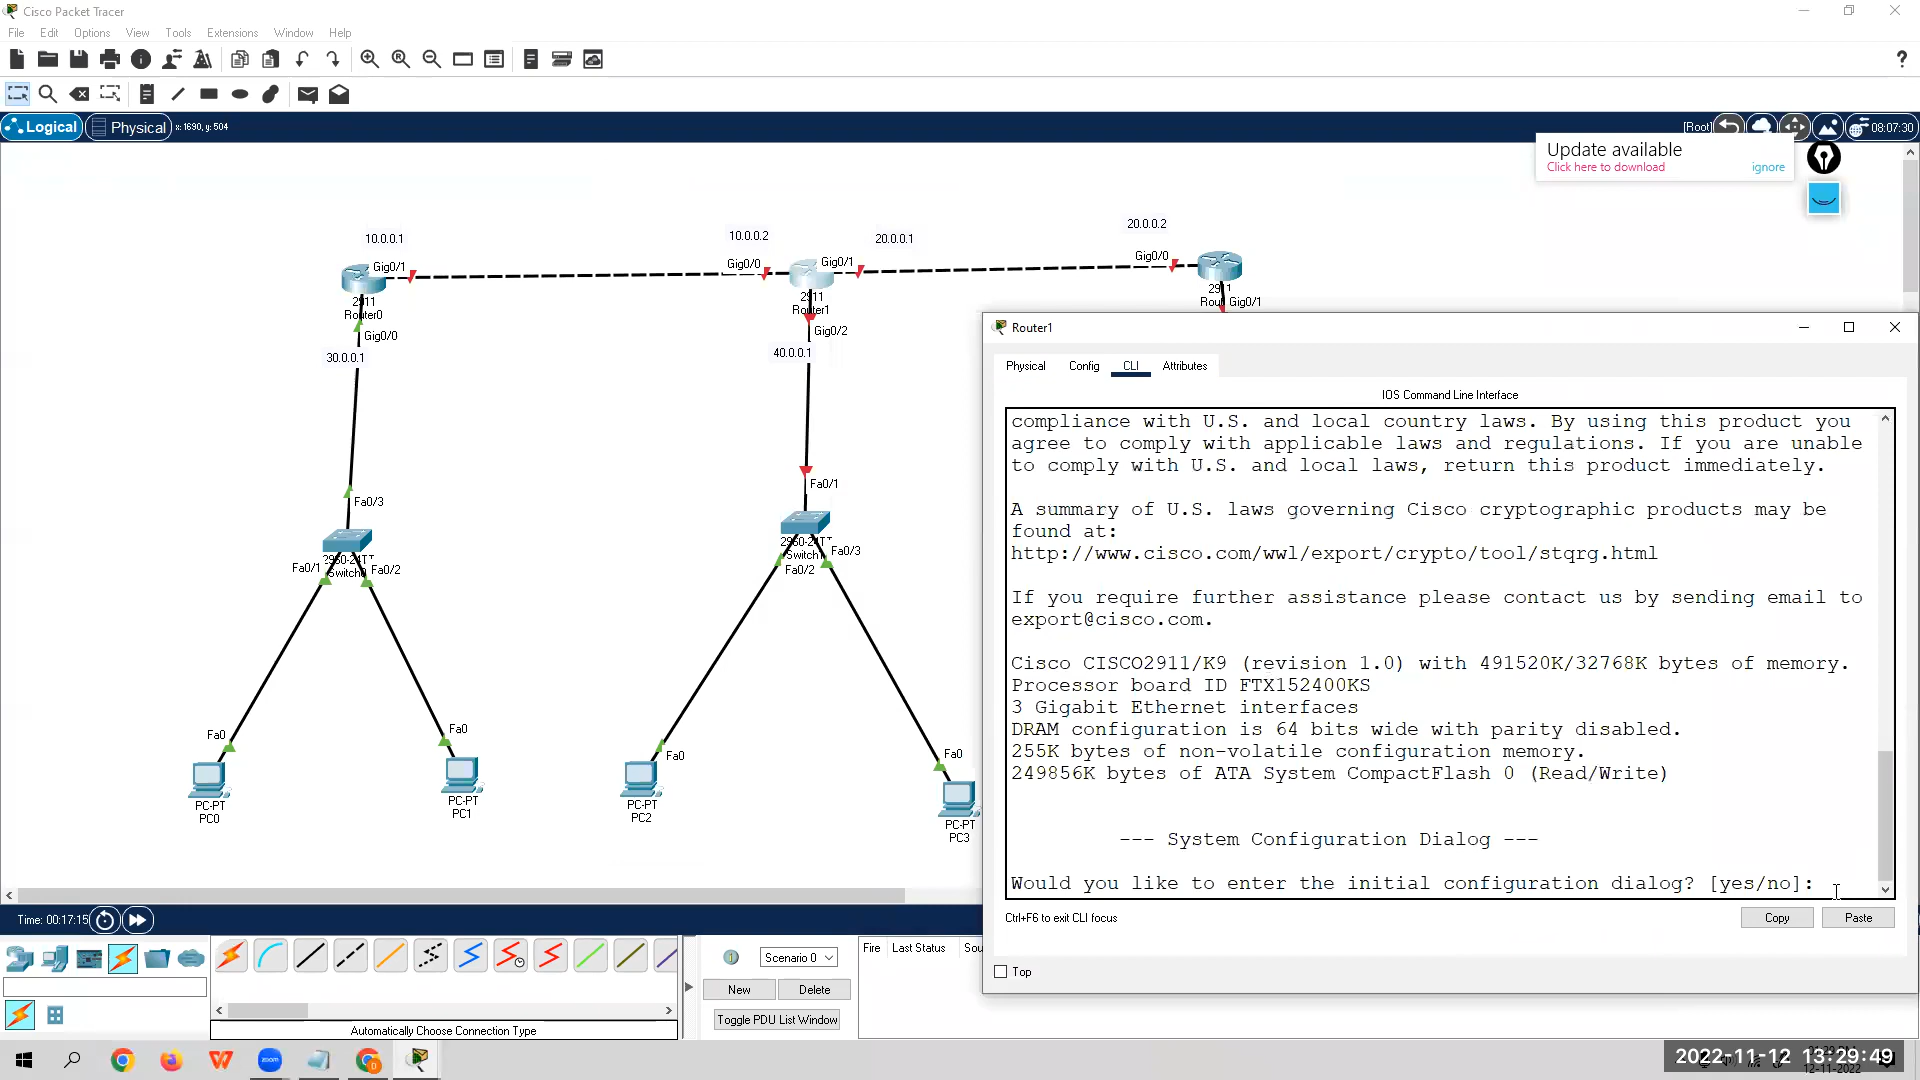 Cisco Packet Tracer
File Edit Options View Tools Extensions Window Help
Logical Physical x: 1690, y: 504 [Root] 08:07:30
Update available
Click here to download ignore
10.0.0.1
10.0.0.2
20.0.0.1
20.0.0.2
Gig0/1
Gig0/0
Gig0/1
Gig0/0
2911
Router0
2911
Router1
2911
Rou
Gig0/1
Gig0/0
Gig0/2
30.0.0.1
40.0.0.1
Fa0/3
Fa0/1
2960-24TT
Switch0
Fa0/1
Fa0/2
2960-24TT
Switch1
Fa0/3
Fa0/2
Fa0
Fa0
Fa0
Fa0
PC-PT
PC0
PC-PT
PC1
PC-PT
PC2
PC-PT
PC3
Router1
Physical Config CLI Attributes
IOS Command Line Interface
compliance with U.S. and local country laws. By using this product you
agree to comply with applicable laws and regulations. If you are unable
to comply with U.S. and local laws, return this product immediately.
A summary of U.S. laws governing Cisco cryptographic products may be
found at:
http://www.cisco.com/wwl/export/crypto/tool/stqrg.html
If you require further assistance please contact us by sending email to
export@cisco.com.
Cisco CISCO2911/K9 (revision 1.0) with 491520K/32768K bytes of memory.
Processor board ID FTX152400KS
3 Gigabit Ethernet interfaces
DRAM configuration is 64 bits wide with parity disabled.
255K bytes of non-volatile configuration memory.
249856K bytes of ATA System CompactFlash 0 (Read/Write)
--- System Configuration Dialog ---
Would you like to enter the initial configuration dialog? [yes/no]:
Ctrl+F6 to exit CLI focus
Copy Paste
Top
Time: 00:17:15
Scenario 0
New Delete
Toggle PDU List Window
Fire Last Status Sou
Automatically Choose Connection Type
zoom
2022-11-12 13:29:49
12-11-2022